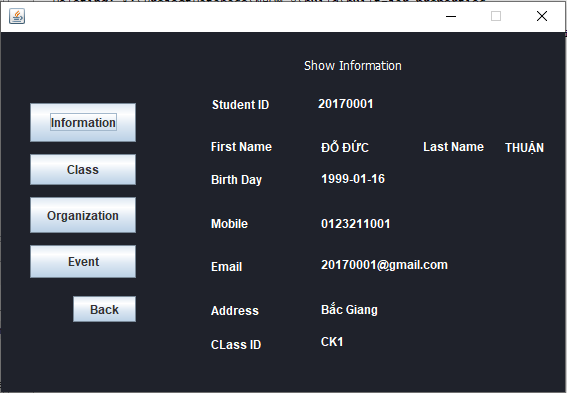 Show Information
Student ID 20170001
Information
First Name ĐỖ ĐỨC Last Name THUẬN
Class
Birth Day 1999-01-16
Organization
Mobile 0123211001
Event
Email 20170001@gmail.com
Back
Address Bắc Giang
CLass ID CK1